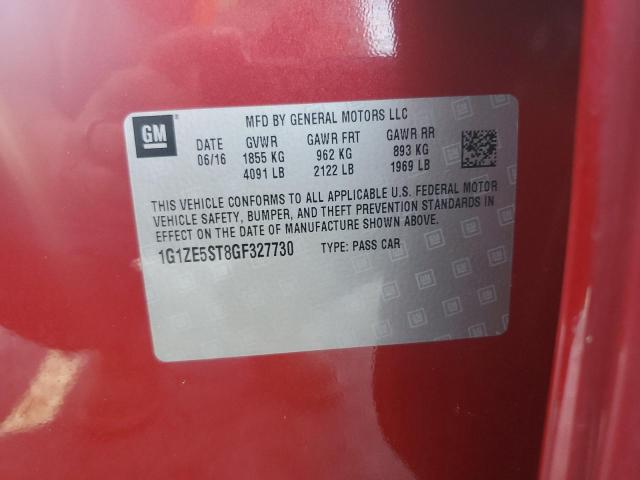 GM
MFD BY GENERAL MOTORS LLC
DATE GVWR GAWR FRT GAWR RR
06/16 1855 KG 962 KG 893 KG
4091 LB 2122 LB 1969 LB
THIS VEHICLE CONFORMS TO ALL APPLICABLE U.S. FEDERAL MOTOR
VEHICLE SAFETY, BUMPER, AND THEFT PREVENTION STANDARDS IN
EFFECT ON THE DATE OF MANUFACTURE SHOWN ABOVE.
1G1ZE5ST8GF327730 TYPE: PASS CAR